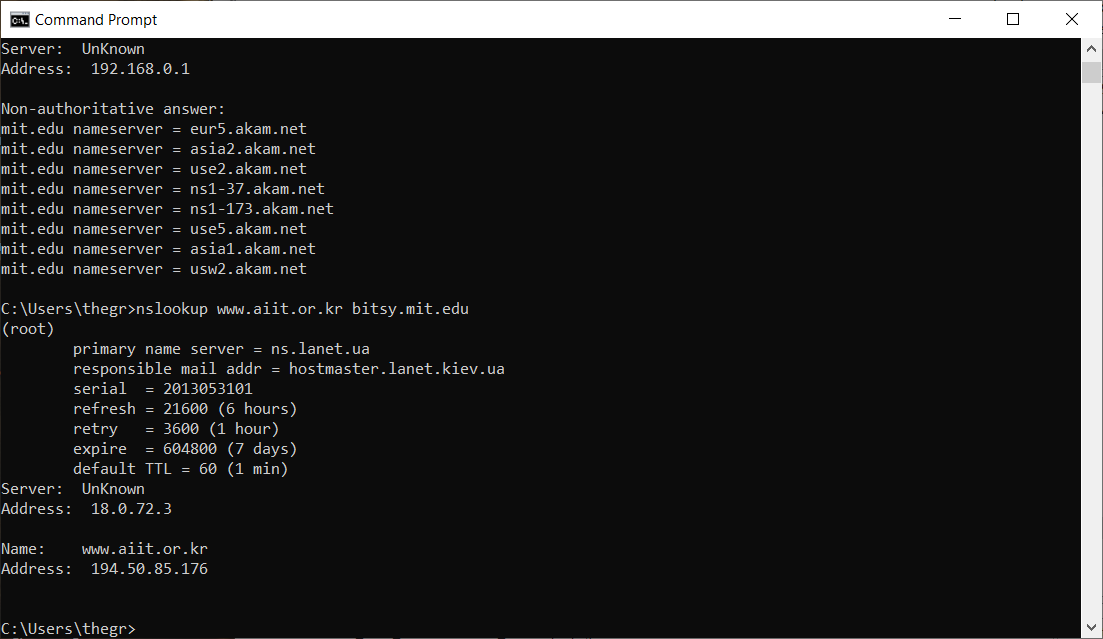 Command Prompt
Server:  UnKnown
Address:  192.168.0.1
Non-authoritative answer:
mit.edu nameserver = eur5.akam.net
mit.edu nameserver = asia2.akam.net
mit.edu nameserver = use2.akam.net
mit.edu nameserver = ns1-37.akam.net
mit.edu nameserver = ns1-173.akam.net
mit.edu nameserver = use5.akam.net
mit.edu nameserver = asia1.akam.net
mit.edu nameserver = usw2.akam.net
C:\Users\thegr>nslookup www.aiit.or.kr bitsy.mit.edu
(root)
primary name server = ns.lanet.ua
responsible mail addr = hostmaster.lanet.kiev.ua
serial  = 2013053101
refresh = 21600 (6 hours)
retry   = 3600 (1 hour)
expire  = 604800 (7 days)
default TTL = 60 (1 min)
Server:  UnKnown
Address:  18.0.72.3
Name:    www.aiit.or.kr
Address:  194.50.85.176
C:\Users\thegr>